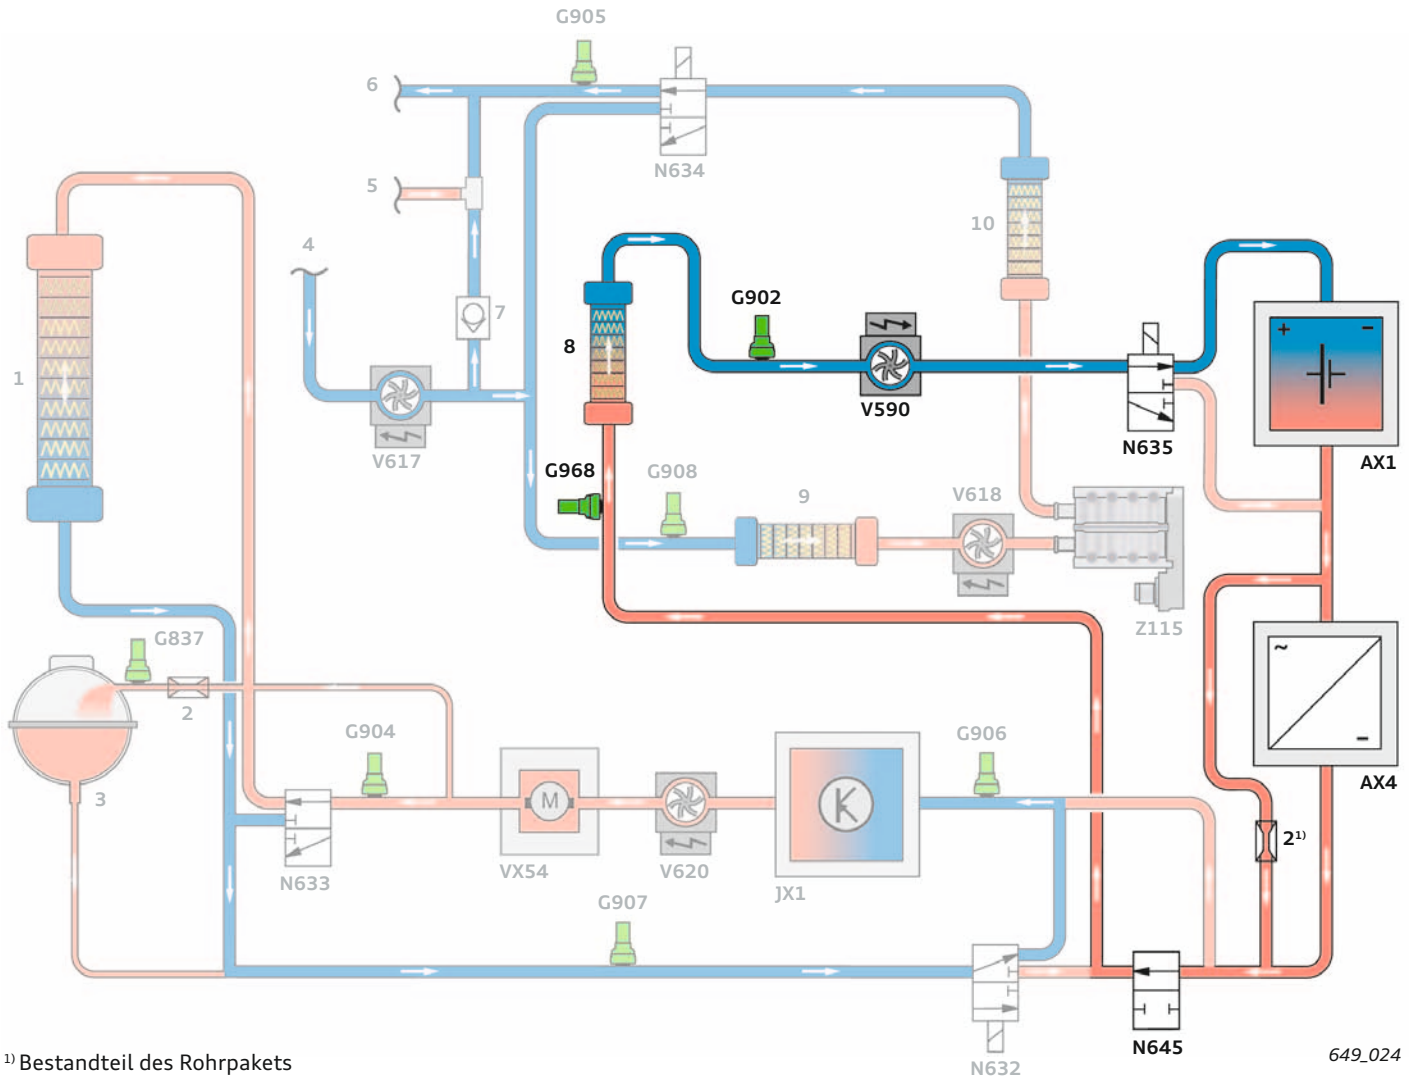 G905
6
N634
5
10
4
G902
7
8
1
V590
+ −
N635
V617
AX1
G968
G908
9
V618
Z115
G837
2
~
G904
G906
−
AX4
3
M
K
2¹⁾
VX54
V620
N633
JX1
G907
N645
N632
¹⁾ Bestandteil des Rohrpakets
649_024